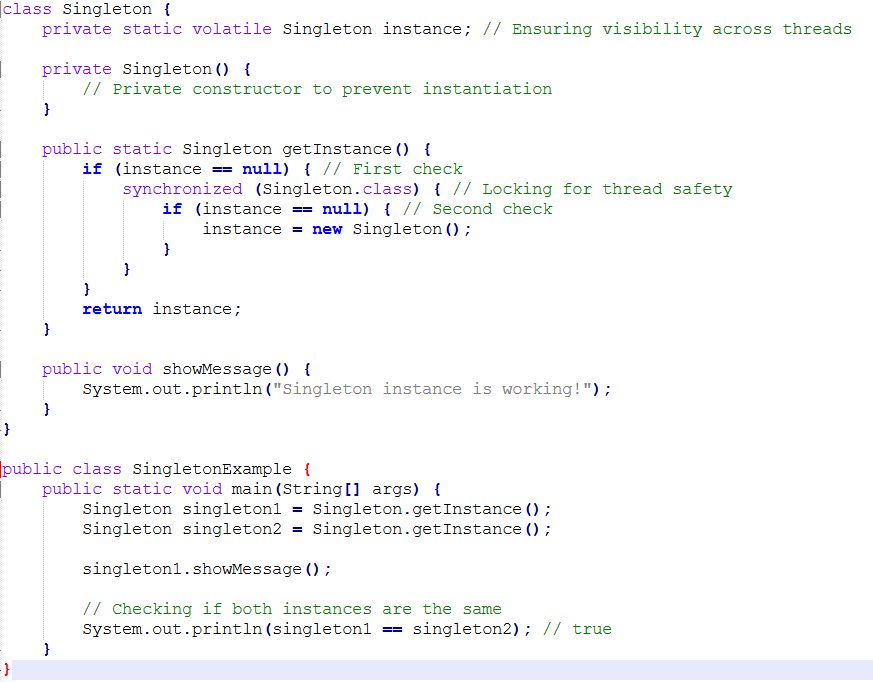 class Singleton {
    private static volatile Singleton instance; // Ensuring visibility across threads

    private Singleton() {
        // Private constructor to prevent instantiation
    }

    public static Singleton getInstance() {
        if (instance == null) { // First check
            synchronized (Singleton.class) { // Locking for thread safety
                if (instance == null) { // Second check
                    instance = new Singleton();
                }
            }
        }
        return instance;
    }

    public void showMessage() {
        System.out.println("Singleton instance is working!");
    }
}

public class SingletonExample {
    public static void main(String[] args) {
        Singleton singleton1 = Singleton.getInstance();
        Singleton singleton2 = Singleton.getInstance();

        singleton1.showMessage();

        // Checking if both instances are the same
        System.out.println(singleton1 == singleton2); // true
    }
}